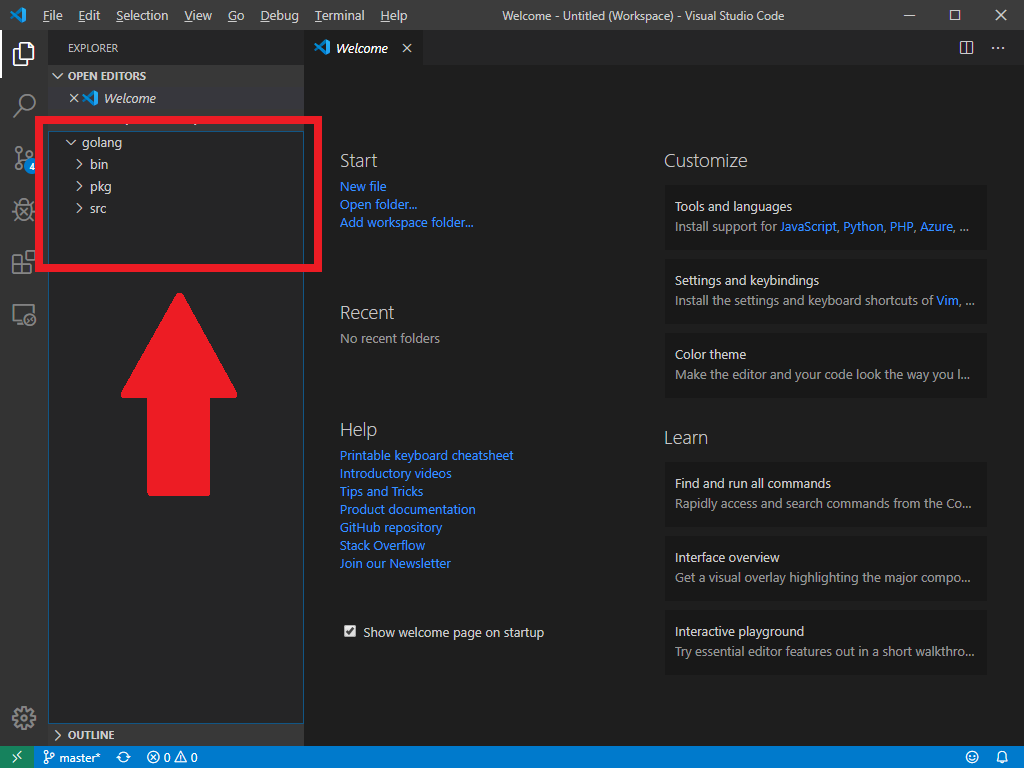 File Edit Selection View Go Debug Terminal Help Welcome - Untitled (Workspace) - Visual Studio Code
EXPLORER
Welcome
OPEN EDITORS
Welcome
golang
bin
pkg
src
4
OUTLINE
Start
New file
Open folder...
Add workspace folder...
Recent
No recent folders
Help
Printable keyboard cheatsheet
Introductory videos
Tips and Tricks
Product documentation
GitHub repository
Stack Overflow
Join our Newsletter
Show welcome page on startup
Customize
Tools and languages
Install support for JavaScript, Python, PHP, Azure, ...
Settings and keybindings
Install the settings and keyboard shortcuts of Vim, ...
Color theme
Make the editor and your code look the way you l...
Learn
Find and run all commands
Rapidly access and search commands from the Co...
Interface overview
Get a visual overlay highlighting the major compo...
Interactive playground
Try essential editor features out in a short walkthro...
master* 0 0